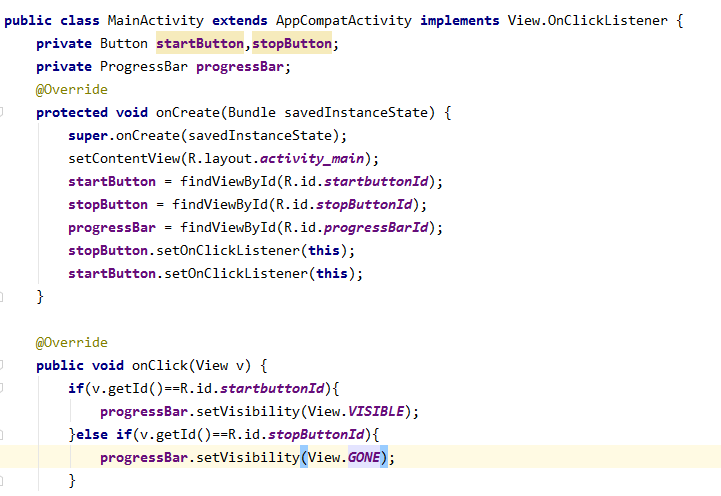 public class MainActivity extends AppCompatActivity implements View.OnClickListener {
    private Button startButton,stopButton;
    private ProgressBar progressBar;
    @Override
    protected void onCreate(Bundle savedInstanceState) {
        super.onCreate(savedInstanceState);
        setContentView(R.layout.activity_main);
        startButton = findViewById(R.id.startbuttonId);
        stopButton = findViewById(R.id.stopButtonId);
        progressBar = findViewById(R.id.progressBarId);
        stopButton.setOnClickListener(this);
        startButton.setOnClickListener(this);
    }
    @Override
    public void onClick(View v) {
        if(v.getId()==R.id.startbuttonId){
            progressBar.setVisibility(View.VISIBLE);
        }else if(v.getId()==R.id.stopButtonId){
            progressBar.setVisibility(View.GONE);
        }